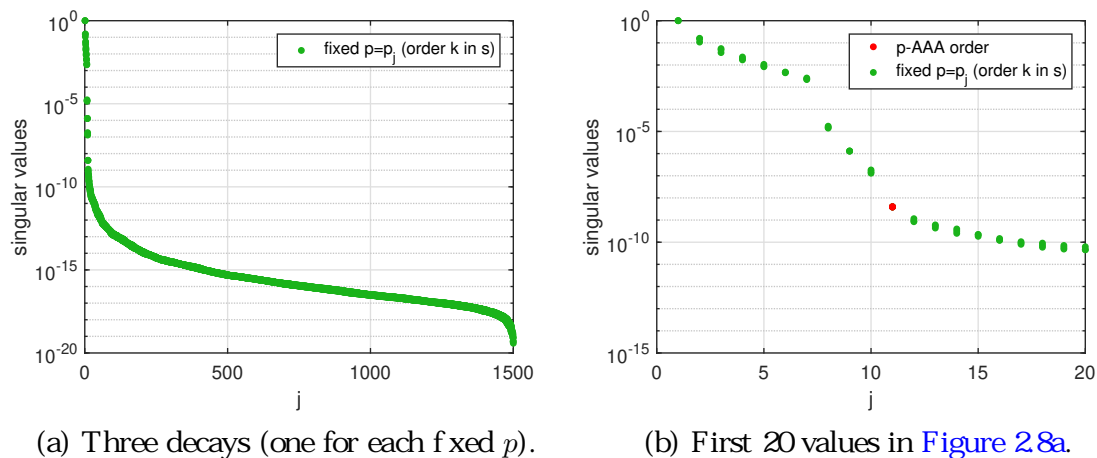 10^0
10^-5
10^-10
10^-15
10^-20
singular values
0
500
1000
1500
j
fixed p=p_j (order k in s)
10^0
10^-5
10^-10
10^-15
singular values
0
5
10
15
20
j
p-AAA order
fixed p=p_j (order k in s)
(a) Three decays (one for each f xed p).
(b) First 20 values in Figure 2.8a.